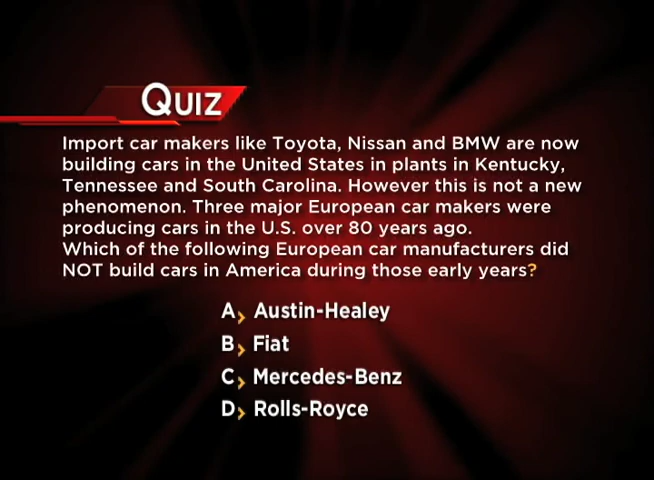 QUIZ
Import car makers like Toyota, Nissan and BMW are now
building cars in the United States in plants in Kentucky,
Tennessee and South Carolina. However this is not a new
phenomenon. Three major European car makers were
producing cars in the U.S. over 80 years ago.
Which of the following European car manufacturers did
NOT build cars in America during those early years?
A› Austin-Healey
B› Fiat
C› Mercedes-Benz
D› Rolls-Royce